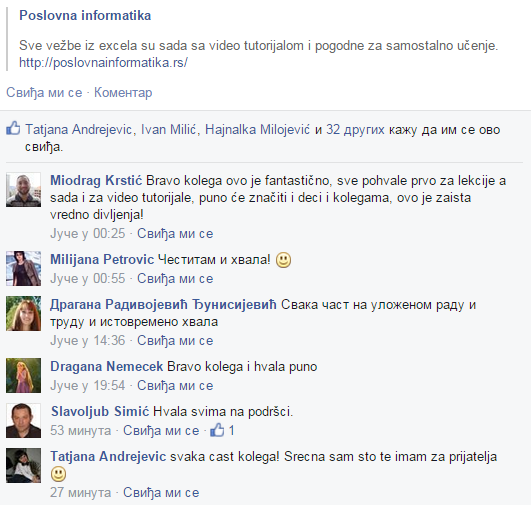 Poslovna informatika
Sve vežbe iz excela su sada sa video tutorijalom i pogodne za samostalno učenje.
http://poslovnainformatika.rs/
Свиђа ми се · Коментар
Tatjana Andrejevic, Ivan Milić, Hajnalka Milojević и 32 других кажу да им се ово
свиђа.
Miodrag Krstić Bravo kolega ovo je fantastično, sve pohvale prvo za lekcije a
sada i za video tutorijale, puno će značiti i deci i kolegama, ovo je zaista
vredno divljenja!
Јуче у 00:25 · Свиђа ми се
Milijana Petrovic Честитам и хвала!
Јуче у 00:55 · Свиђа ми се
Драгана Радивојевић Ђунисијевић Свака част на уложеном раду и
труду и истовремено хвала
Јуче у 14:36 · Свиђа ми се
Dragana Nemecek Bravo kolega i hvala puno
Јуче у 19:54 · Свиђа ми се
Slavoljub Simić Hvala svima na podršci.
53 минута · Свиђа ми се · 1
Tatjana Andrejevic svaka cast kolega! Srecna sam sto te imam za prijatelja
27 минута · Свиђа ми се